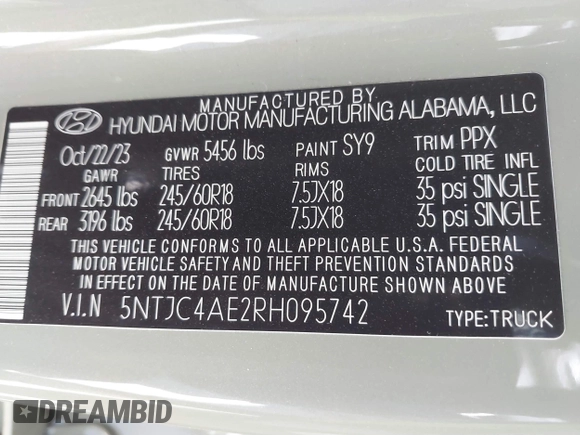 MANUFACTURED BY
HYUNDAI MOTOR MANUFACTURING ALABAMA, LLC
Oct/22/23 GVWR 5456 lbs PAINT SY9 TRIM PPX
GAWR TIRES RIMS COLD TIRE INFL
FRONT 2645 lbs 245/60R18 7.5JX18 35 psi SINGLE
REAR 3196 lbs 245/60R18 7.5JX18 35 psi SINGLE
THIS VEHICLE CONFORMS TO ALL APPLICABLE U.S.A. FEDERAL
MOTOR VEHICLE SAFETY AND THEFT PREVENTION STANDARDS
IN EFFECT ON THE DATE OF MANUFACTURE SHOWN ABOVE
V.I.N 5NTJC4AE2RH095742 TYPE:TRUCK
DREAMBID